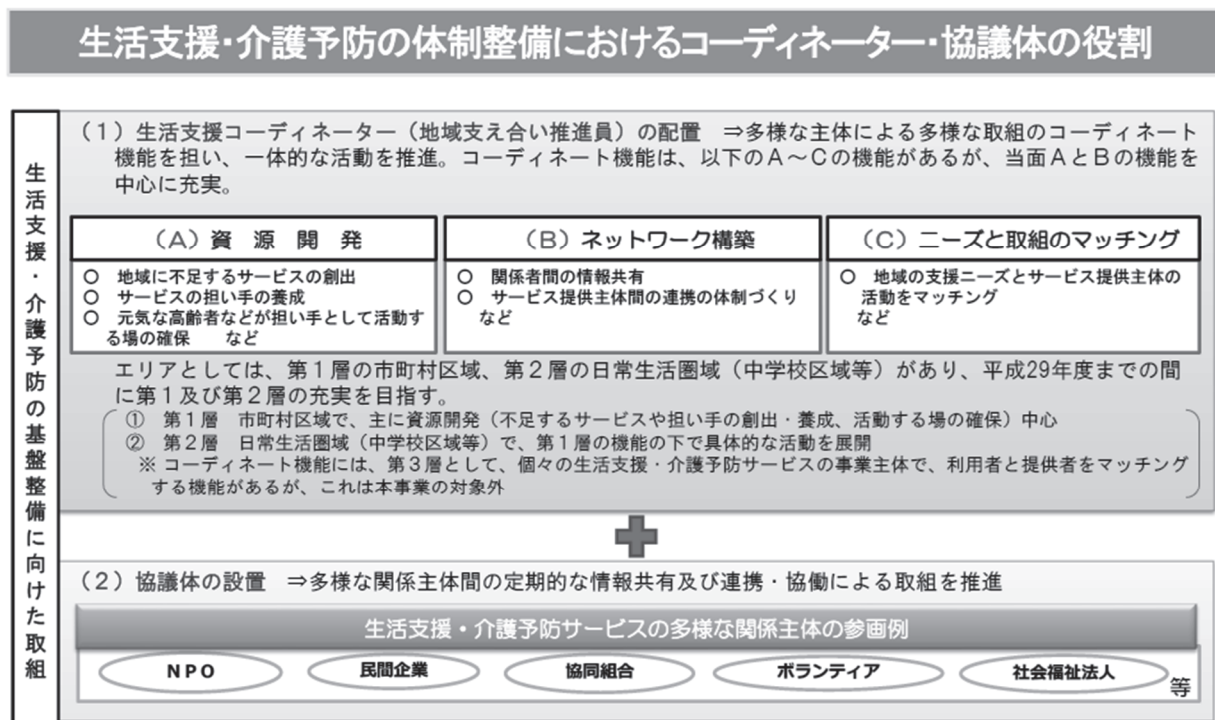 生活支援・介護予防の体制整備におけるコーディネーター・協議体の役割
生活支援・介護予防の基盤整備に向けた取組
（１）生活支援コーディネーター（地域支え合い推進員）の配置　⇒多様な主体による多様な取組のコーディネート
機能を担い、一体的な活動を推進。コーディネート機能は、以下のＡ～Ｃの機能があるが、当面ＡとＢの機能を
中心に充実。
（Ａ）資　源　開　発
○　地域に不足するサービスの創出
○　サービスの担い手の養成
○　元気な高齢者などが担い手として活動す
る場の確保　　など
（Ｂ）ネットワーク構築
○　関係者間の情報共有
○　サービス提供主体間の連携の体制づくり
など
（Ｃ）ニーズと取組のマッチング
○　地域の支援ニーズとサービス提供主体の
活動をマッチング
など
エリアとしては、第１層の市町村区域、第２層の日常生活圏域（中学校区域等）があり、平成29年度までの間
に第１及び第２層の充実を目指す。
①　第１層　市町村区域で、主に資源開発（不足するサービスや担い手の創出・養成、活動する場の確保）中心
②　第２層　日常生活圏域（中学校区域等）で、第１層の機能の下で具体的な活動を展開
※ コーディネート機能には、第３層として、個々の生活支援・介護予防サービスの事業主体で、利用者と提供者をマッチング
する機能があるが、これは本事業の対象外
（２）協議体の設置　⇒多様な関係主体間の定期的な情報共有及び連携・協働による取組を推進
生活支援・介護予防サービスの多様な関係主体の参画例
ＮＰＯ
民間企業
協同組合
ボランティア
社会福祉法人
等